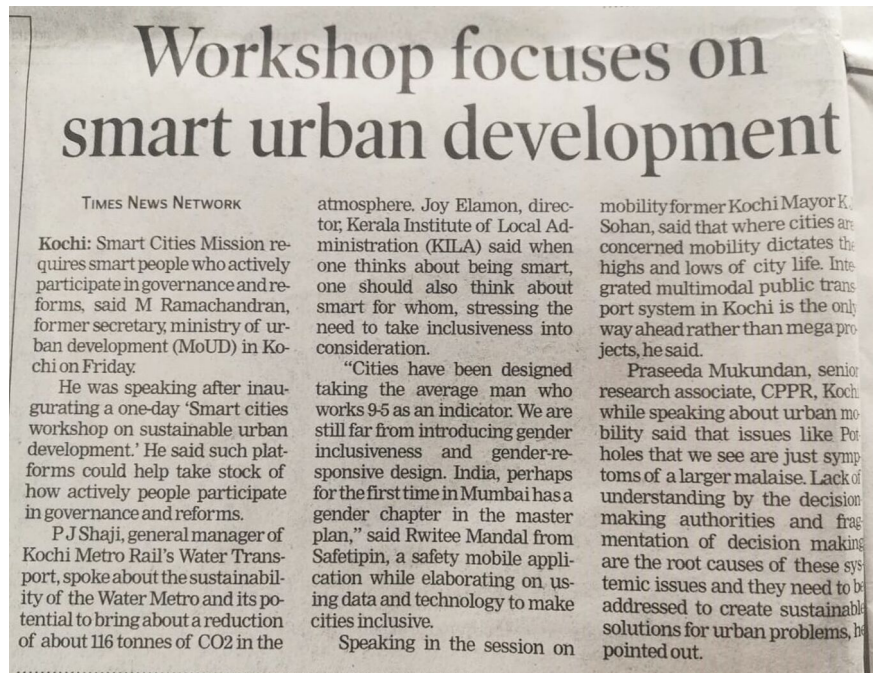 Workshop focuses on
smart urban development
TIMES NEWS NETWORK
Kochi: Smart Cities Mission re-
quires smart people who actively
participate in governance and re-
forms, said M Ramachandran,
former secretary, ministry of ur-
ban development (MoUD) in Ko-
chi on Friday.
He was speaking after inau-
gurating a one-day ‘Smart cities
workshop on sustainable urban
development.’ He said such plat-
forms could help take stock of
how actively people participate
in governance and reforms.
P J Shaji, general manager of
Kochi Metro Rail’s Water Trans-
port, spoke about the sustainabil-
ity of the Water Metro and its po-
tential to bring about a reduction
of about 116 tonnes of CO2 in the
atmosphere. Joy Elamon, direc-
tor, Kerala Institute of Local Ad-
ministration (KILA) said when
one thinks about being smart,
one should also think about
smart for whom, stressing the
need to take inclusiveness into
consideration.
“Cities have been designed
taking the average man who
works 9-5 as an indicator. We are
still far from introducing gender
inclusiveness and gender-re-
sponsive design. India, perhaps
for the first time in Mumbai has a
gender chapter in the master
plan,” said Rwitee Mandal from
Safetipin, a safety mobile appli-
cation while elaborating on us-
ing data and technology to make
cities inclusive.
Speaking in the session on
mobility former Kochi Mayor K
Sohan, said that where cities are
concerned mobility dictates the
highs and lows of city life. Inte
grated multimodal public trans
port system in Kochi is the only
way ahead rather than mega pro
jects, he said.
Praseeda Mukundan, senior
research associate, CPPR, Koch
while speaking about urban mo
bility said that issues like Pot
holes that we see are just symp
toms of a larger malaise. Lack of
understanding by the decision
making authorities and frag
mentation of decision making
are the root causes of these sys-
temic issues and they need to be
addressed to create sustainable
solutions for urban problems, he
pointed out.